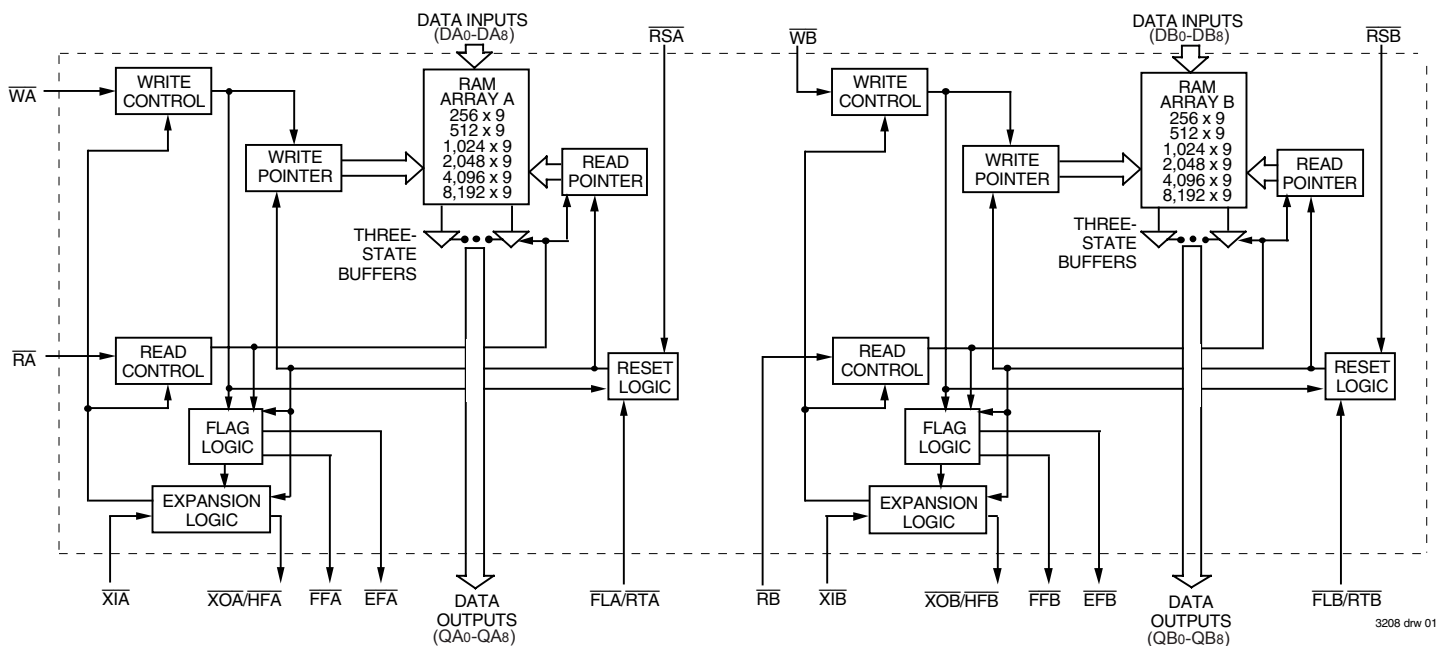 DATA INPUTS
(DA0-DA8)
RSA
WB
DATA INPUTS
(DB0-DB8)
RSB
WA
WRITE
CONTROL
RAM
ARRAY A
256 x 9
512 x 9
1,024 x 9
2,048 x 9
4,096 x 9
8,192 x 9
WRITE
POINTER
READ
POINTER
THREE-
STATE
BUFFERS
RA
READ
CONTROL
RESET
LOGIC
FLAG
LOGIC
EXPANSION
LOGIC
XIA
XOA/HFA
FFA
EFA
DATA
OUTPUTS
(QA0-QA8)
FLA/RTA
WRITE
CONTROL
RAM
ARRAY B
256 x 9
512 x 9
1,024 x 9
2,048 x 9
4,096 x 9
8,192 x 9
WRITE
POINTER
READ
POINTER
THREE-
STATE
BUFFERS
READ
CONTROL
RESET
LOGIC
FLAG
LOGIC
EXPANSION
LOGIC
RB
XIB
XOB/HFB
FFB
EFB
DATA
OUTPUTS
(QB0-QB8)
FLB/RTB
3208 drw 01